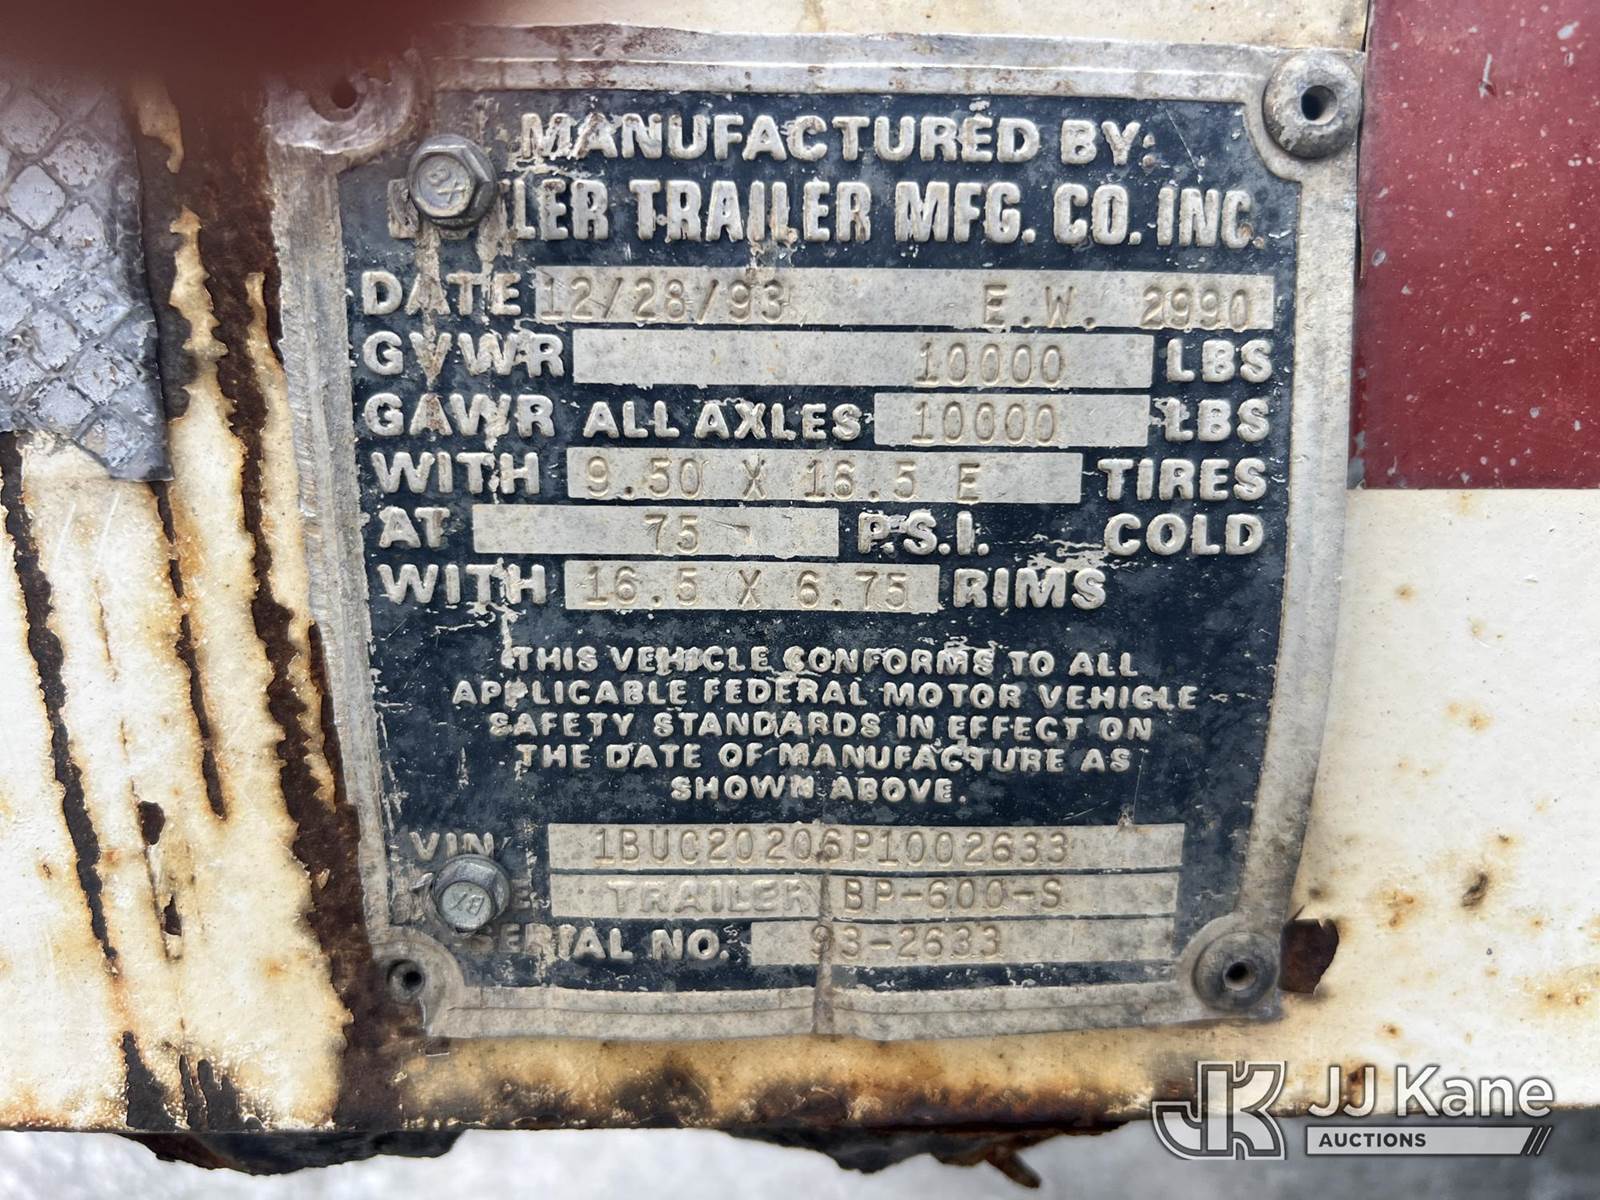 MANUFACTURED BY:
TRAILER MFG. CO. INC.
DATE 12/28/93 E.W. 2990
GVWR 10000 LBS
GAWR ALL AXLES 10000 LBS
WITH 9.50 X 16.5 E TIRES
AT 75 P.S.I. COLD
WITH 16.5 X 6.75 RIMS
THIS VEHICLE CONFORMS TO ALL
APPLICABLE FEDERAL MOTOR VEHICLE
SAFETY STANDARDS IN EFFECT ON
THE DATE OF MANUFACTURE AS
SHOWN ABOVE.
VIN 1BUC20206P1002633
TRAILER BP-600-S
SERIAL NO. 93-2633
JK JJ Kane
AUCTIONS